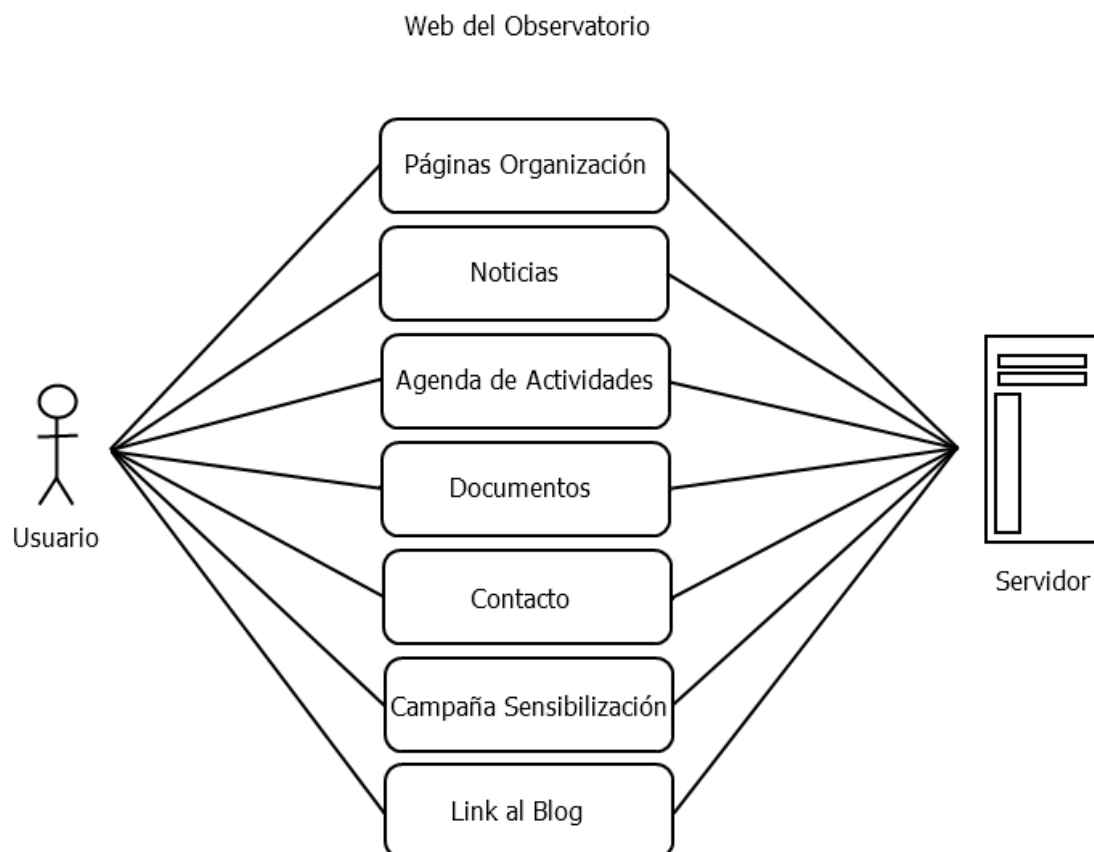 Web del Observatorio
Páginas Organización
Noticias
Agenda de Actividades
Documentos
Usuario
Contacto
Servidor
Campaña Sensibilización
Link al Blog